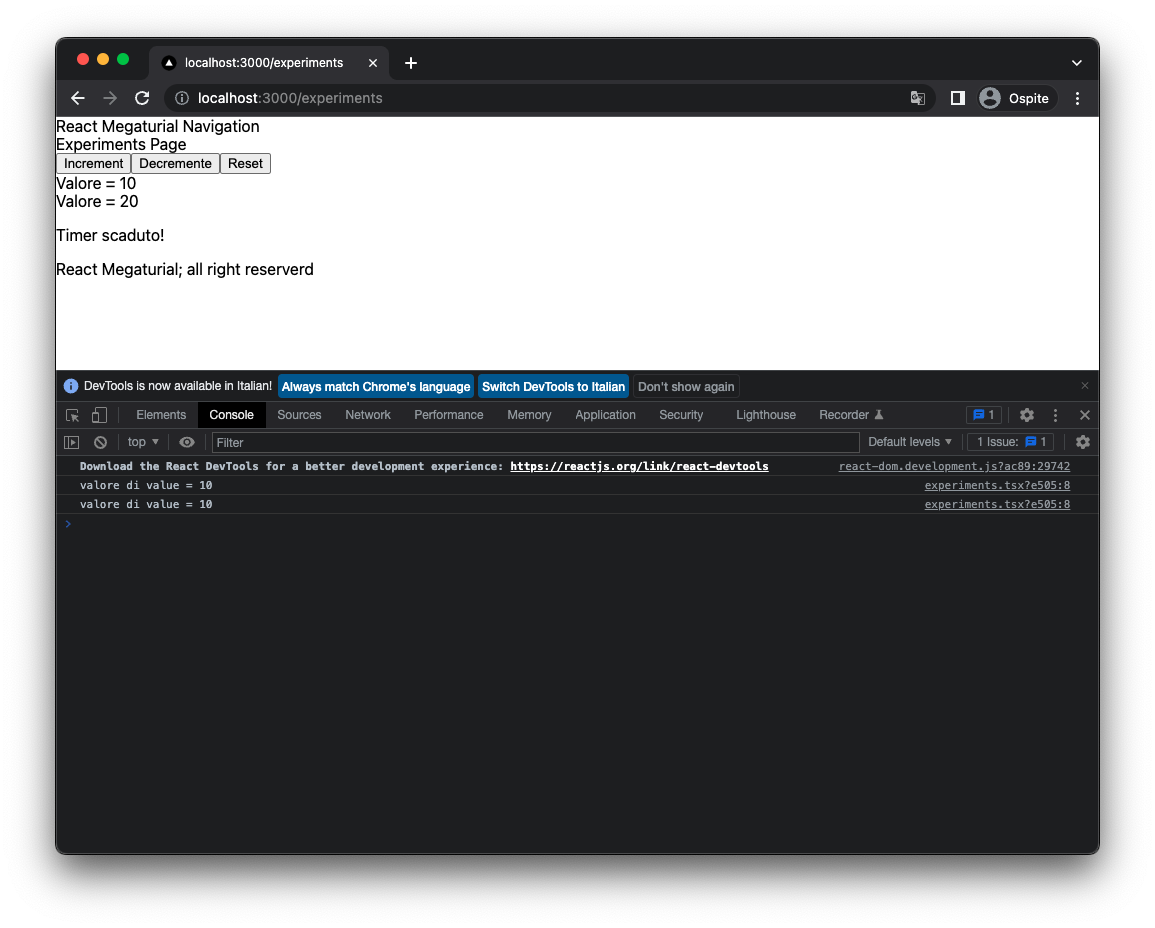 localhost:3000/experiments
localhost:3000/experiments Ospite
React Megaturial Navigation
Experiments Page
Increment Decremente Reset
Valore = 10
Valore = 20
Timer scaduto!
React Megaturial; all right reserverd
DevTools is now available in Italian! Always match Chrome's language Switch DevTools to Italian Don't show again
Elements Console Sources Network Performance Memory Application Security Lighthouse Recorder 1
top Filter Default levels 1 Issue: 1
Download the React DevTools for a better development experience: https://reactjs.org/link/react-devtools react-dom.development.js?ac89:29742
valore di value = 10 experiments.tsx?e505:8
valore di value = 10 experiments.tsx?e505:8